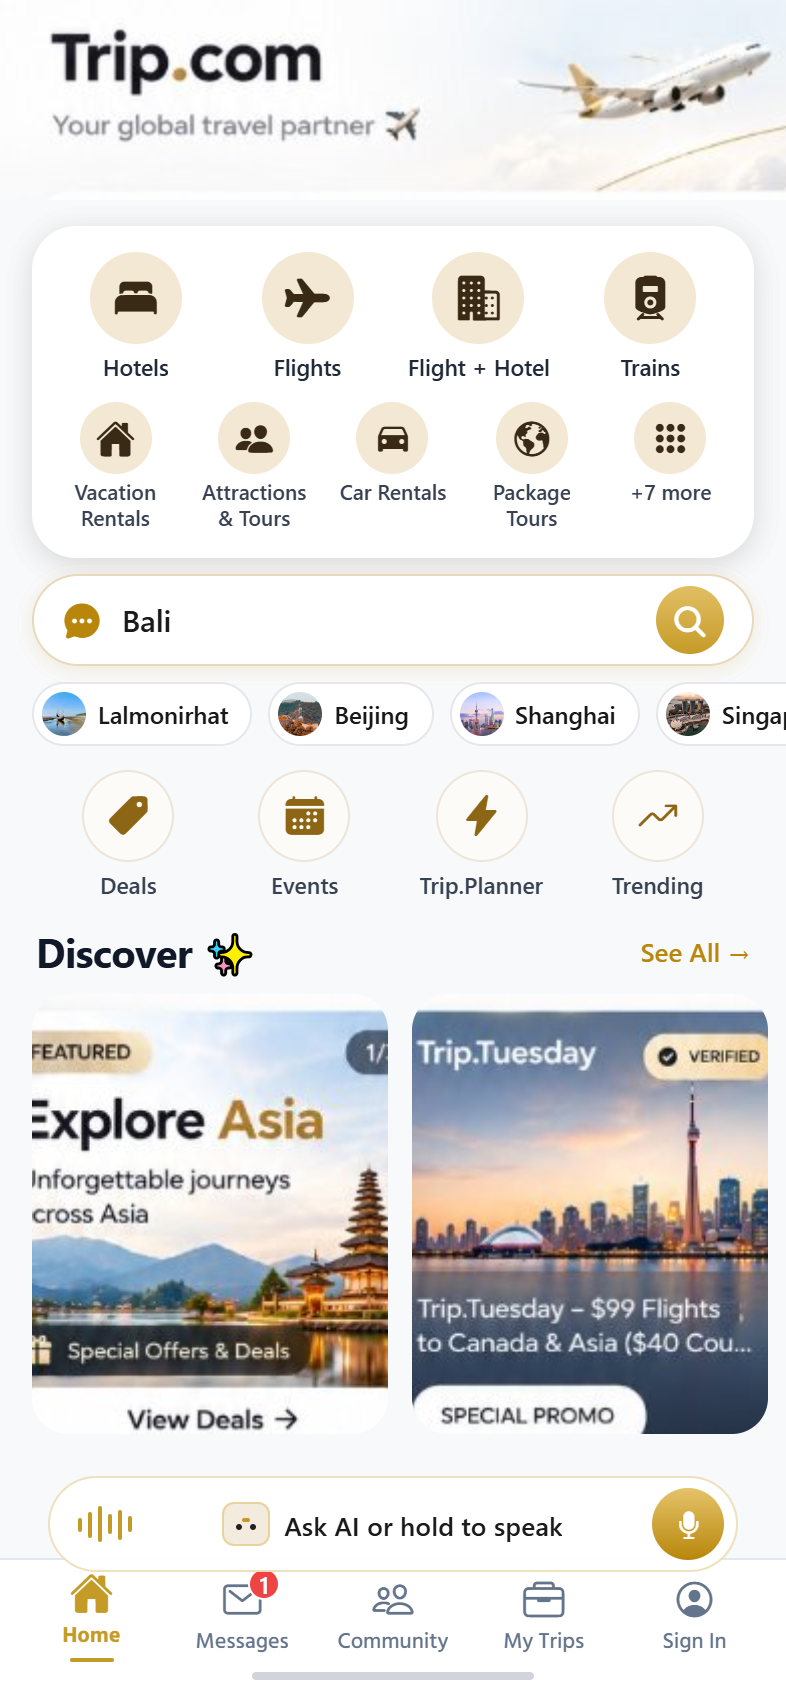 Trip.com
Your global travel partner
Hotels
Flights
Flight + Hotel
Trains
Vacation
Rentals
Attractions
& Tours
Car Rentals
Package
Tours
+7 more
Bali
Lalmonirhat
Beijing
Shanghai
Singap
Deals
Events
Trip.Planner
Trending
Discover
See All →
FEATURED
1/
Explore Asia
Unforgettable journeys
cross Asia
Special Offers & Deals
View Deals →
Trip.Tuesday
VERIFIED
Trip.Tuesday – $99 Flights
to Canada & Asia ($40 Cou...
SPECIAL PROMO
Ask AI or hold to speak
Home
1
Messages
Community
My Trips
Sign In